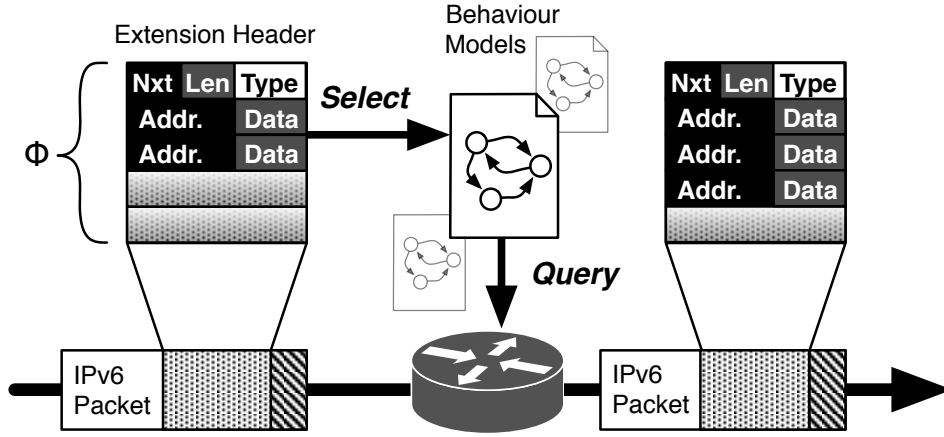 Extension Header
Behaviour
Models
Nxt Len Type
Addr. Data
Addr. Data
Φ
Select
Query
Nxt Len Type
Addr. Data
Addr. Data
Addr. Data
IPv6
Packet
IPv6
Packet